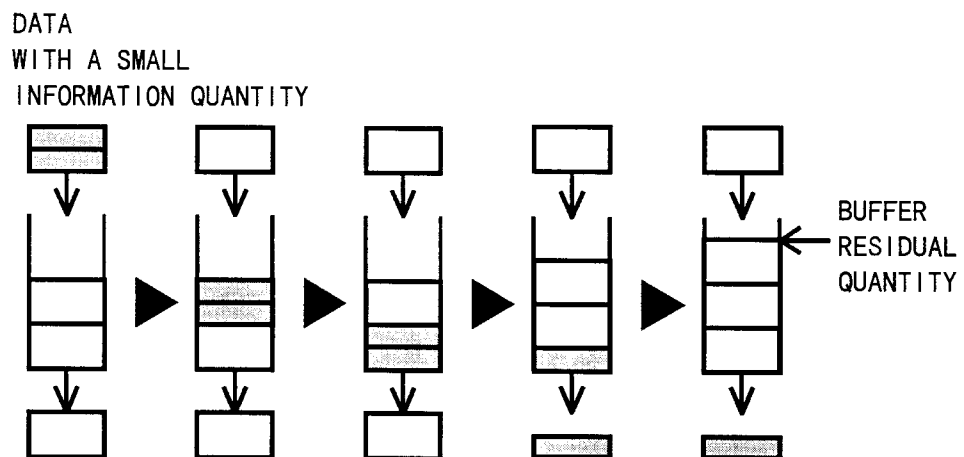 DATA
WITH A SMALL
INFORMATION QUANTITY
BUFFER
RESIDUAL
QUANTITY